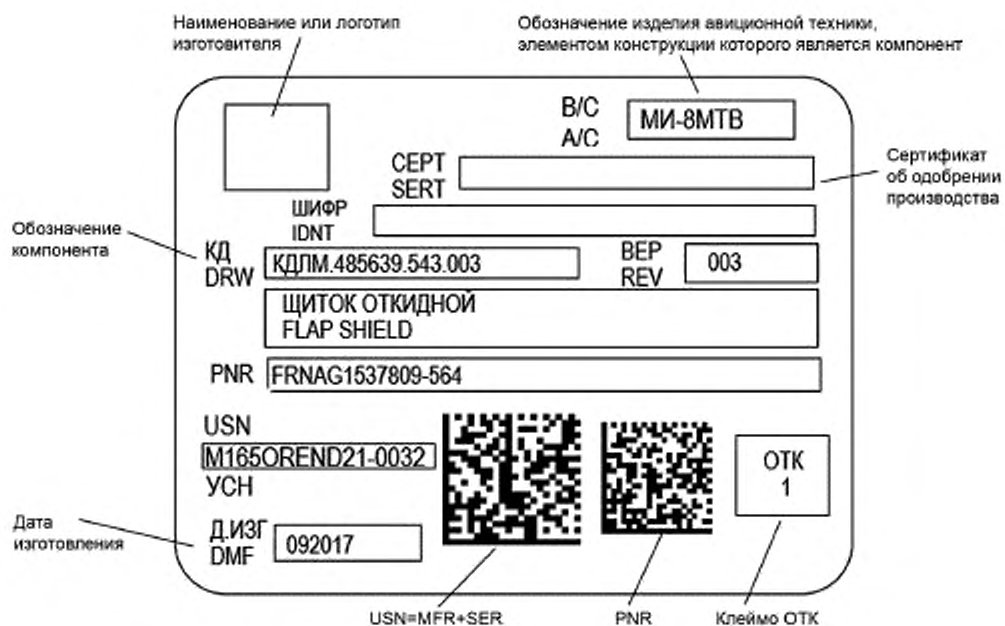 Наименование или логотип
изготовителя
Обозначение изделия авиционной техники,
элементом конструкции которого является компонент
В/С
А/С
МИ-8МТВ
СЕРТ
SERT
Сертификат
об одобрении
производства
ШИФР
IDNT
Обозначение
компонента
КД
DRW
КДЛМ.485639.543.003
ВЕР
REV
003
ЩИТОК ОТКИДНОЙ
FLAP SHIELD
PNR
FRNAG1537809-564
USN
M165OREND21-0032
УСН
ОТК
1
Дата
изготовления
Д.ИЗГ
DMF
092017
USN=MFR+SER
PNR
Клеймо ОТК